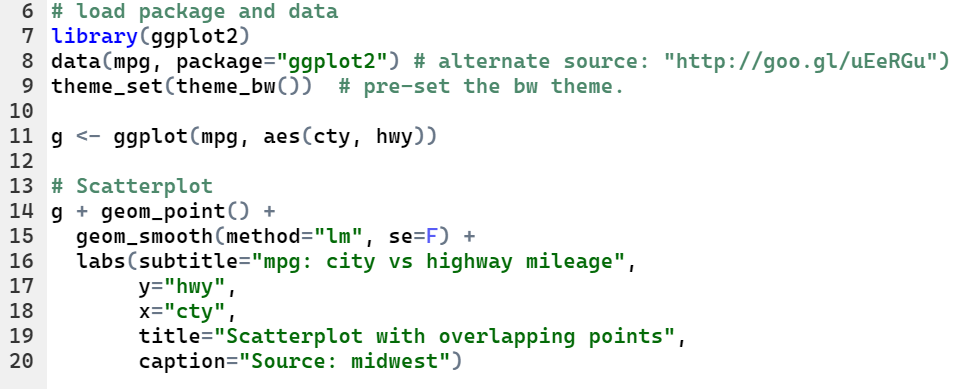 6 # load package and data
7 library(ggplot2)
8 data(mpg, package="ggplot2") # alternate source: "http://goo.gl/uEeRGu")
9 theme_set(theme_bw())  # pre-set the bw theme.
10
11 g <- ggplot(mpg, aes(cty, hwy))
12
13 # Scatterplot
14 g + geom_point() +
15   geom_smooth(method="lm", se=F) +
16   labs(subtitle="mpg: city vs highway mileage",
17        y="hwy",
18        x="cty",
19        title="Scatterplot with overlapping points",
20        caption="Source: midwest")